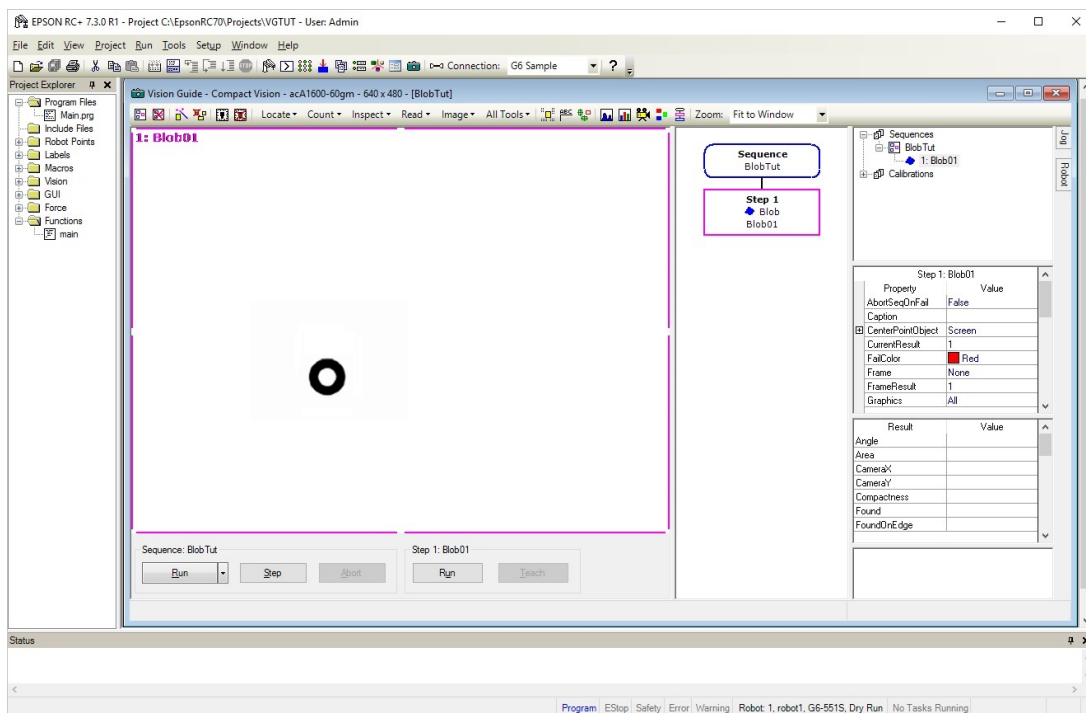 EPSON RC+ 7.3.0 R1 - Project C:\EpsonRC70\Projects\VGTUT - User: Admin
File Edit View Project Run Tools Setup Window Help
Connection: G6 Sample
Project Explorer
Program Files
Main.prg
Include Files
Robot Points
Labels
Macros
Vision
GUI
Force
Functions
main
Vision Guide - Compact Vision - acA1600-60gm - 640 x 480 - [BlobTut]
Locate Count Inspect Read Image All Tools ABC Zoom: Fit to Window
1: Blob01
Sequence
BlobTut
Step 1
Blob
Blob01
Sequences
BlobTut
1: Blob01
Calibrations
Jog
Robot
Step 1: Blob01
Property Value
AbortSeqOnFail False
Caption
CenterPointObject Screen
CurrentResult 1
FailColor Red
Frame None
FrameResult 1
Graphics All
Result Value
Angle
Area
CameraX
CameraY
Compactness
Found
FoundOnEdge
Sequence: BlobTut
Run Step Abort
Step 1: Blob01
Run Teach
Status
Program EStop Safety Error Warning Robot: 1, robot1, G6-551S, Dry Run No Tasks Running